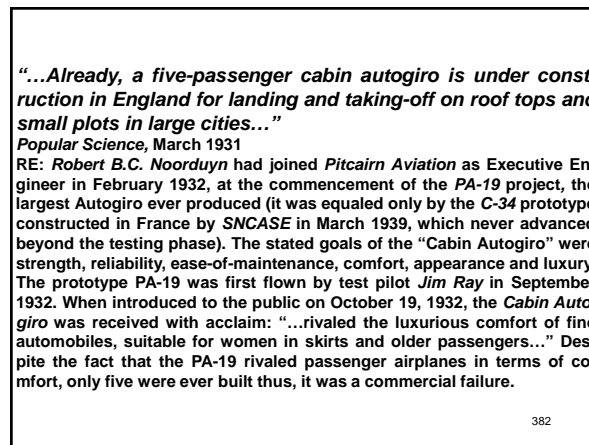 “…Already, a five-passenger cabin autogiro is under const
ruction in England for landing and taking-off on roof tops and
small plots in large cities…”
Popular Science, March 1931
RE: Robert B.C. Noorduyn had joined Pitcairn Aviation as Executive En
gineer in February 1932, at the commencement of the PA-19 project, the
largest Autogiro ever produced (it was equaled only by the C-34 prototype
constructed in France by SNCASE in March 1939, which never advanced
beyond the testing phase). The stated goals of the “Cabin Autogiro” were
strength, reliability, ease-of-maintenance, comfort, appearance and luxury
The prototype PA-19 was first flown by test pilot Jim Ray in Septembe
1932. When introduced to the public on October 19, 1932, the Cabin Auto
giro was received with acclaim: “…rivaled the luxurious comfort of fine
automobiles, suitable for women in skirts and older passengers…” Des
pite the fact that the PA-19 rivaled passenger airplanes in terms of co
mfort, only five were ever built thus, it was a commercial failure.
382